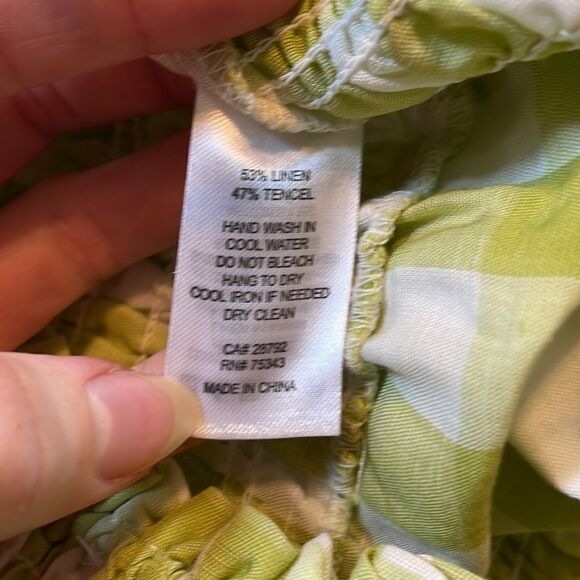 53% LINEN
47% TENCEL
HAND WASH IN
COOL WATER
DO NOT BLEACH
HANG TO DRY
COOL IRON IF NEEDED
DRY CLEAN
CA# 28792
RN# 75343
MADE IN CHINA